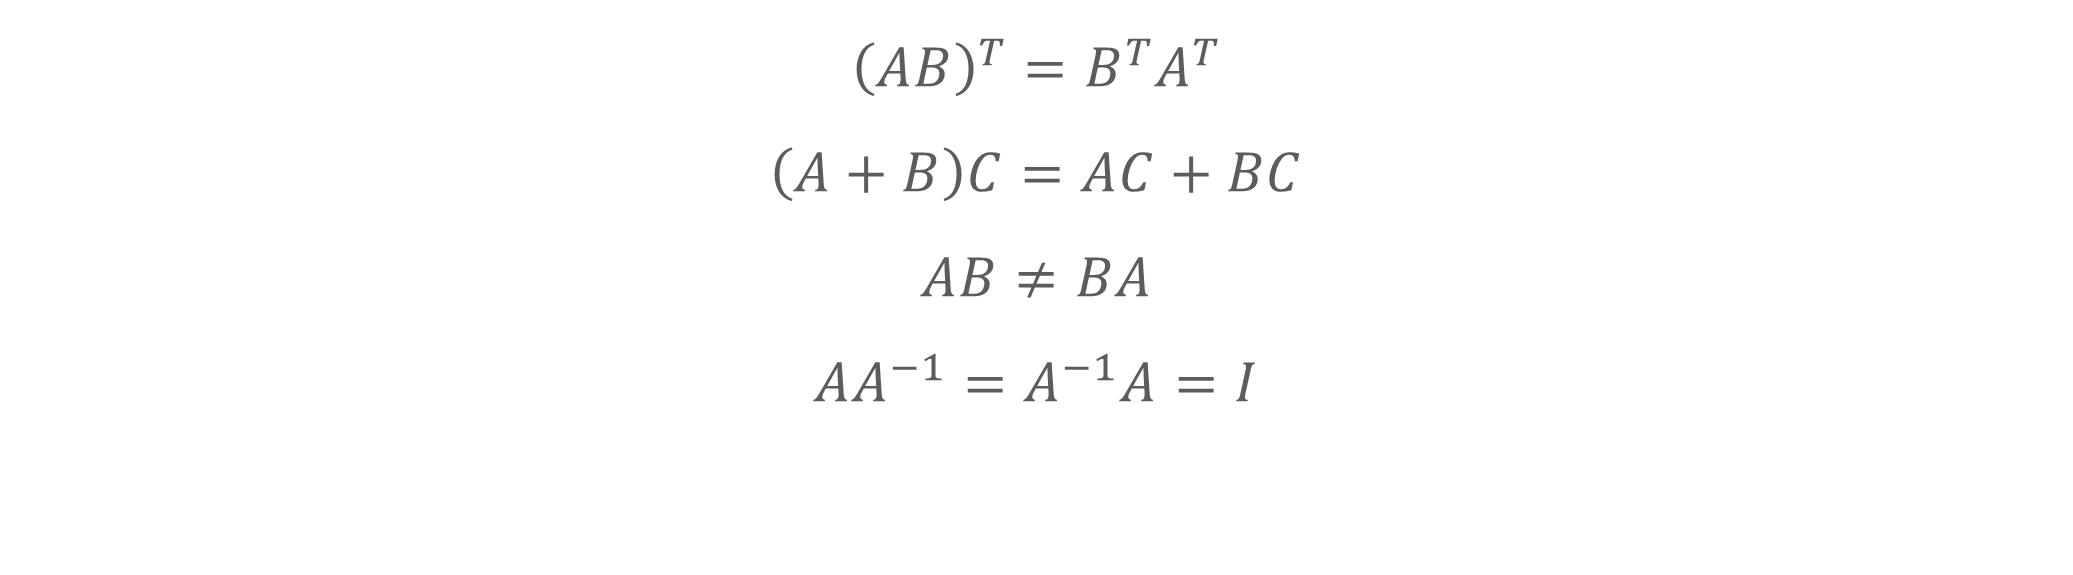 (AB)^T = B^T A^T
(A + B)C = AC + BC
AB ≠ BA
AA^{-1} = A^{-1}A = I